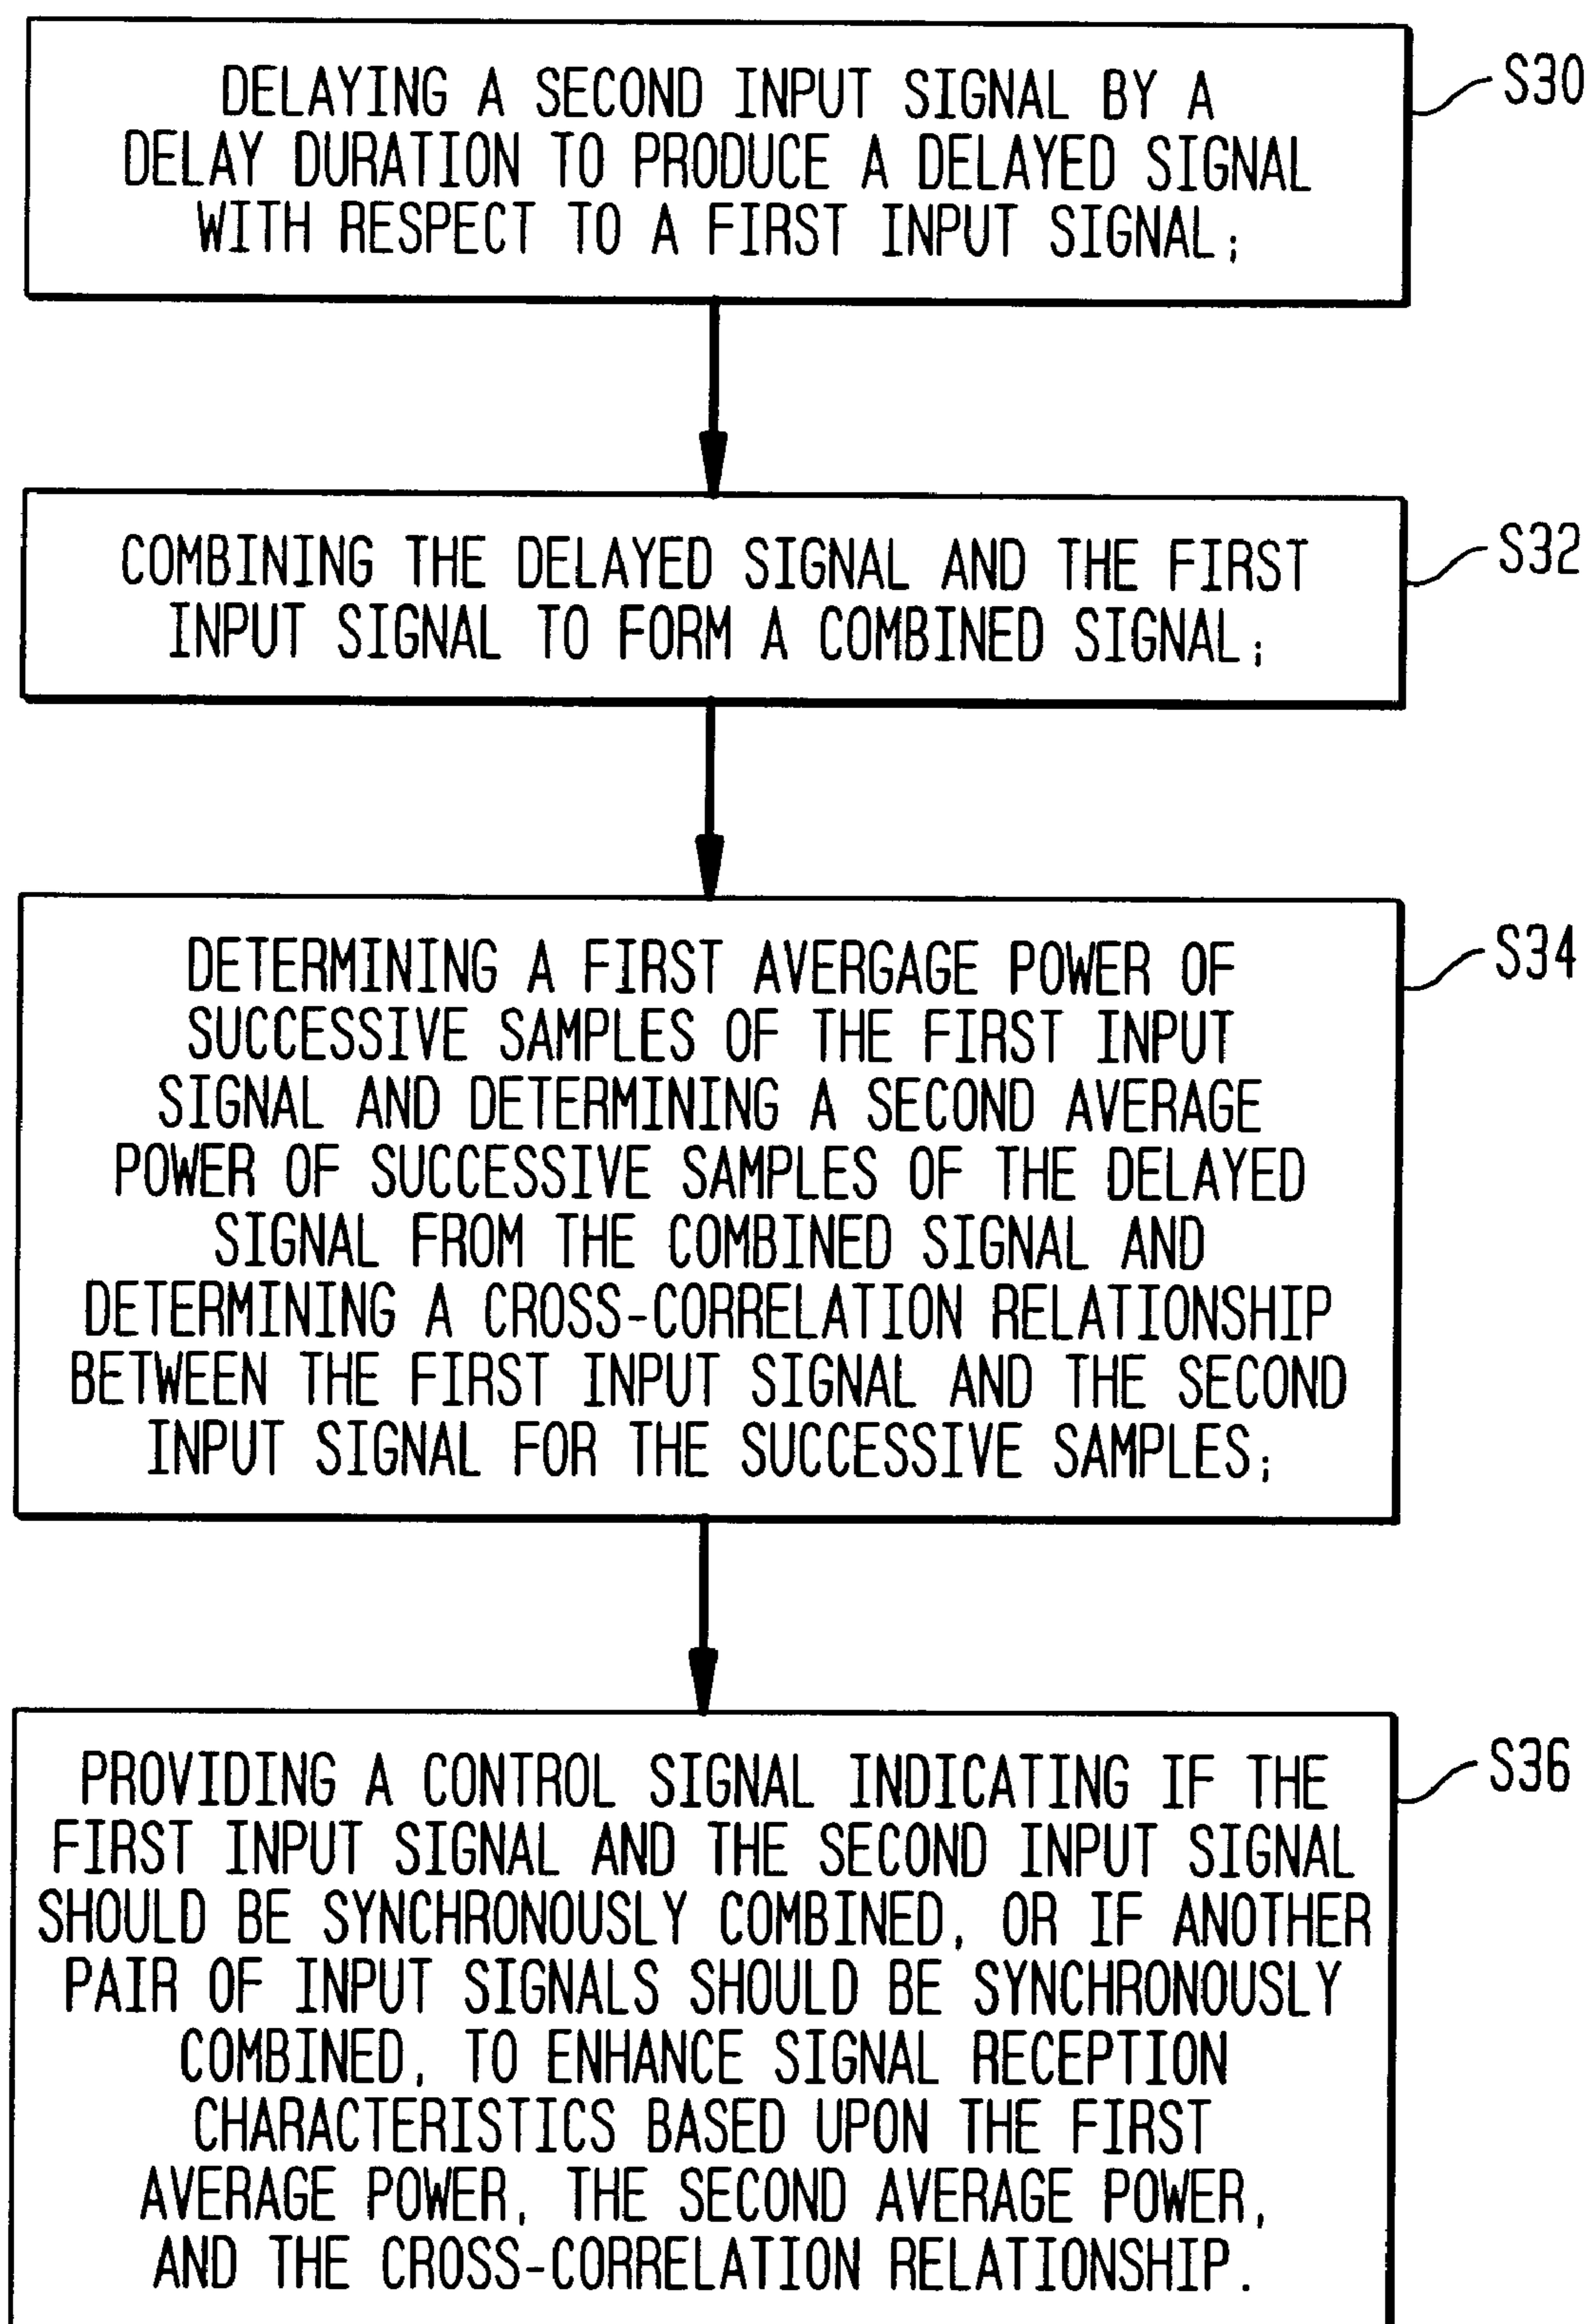 DELAYING A SECOND INPUT SIGNAL BY A
DELAY DURATION TO PRODUCE A DELAYED SIGNAL
WITH RESPECT TO A FIRST INPUT SIGNAL;
S30
COMBINING THE DELAYED SIGNAL AND THE FIRST
INPUT SIGNAL TO FORM A COMBINED SIGNAL;
S32
DETERMINING A FIRST AVERGAGE POWER OF
SUCCESSIVE SAMPLES OF THE FIRST INPUT
SIGNAL AND DETERMINING A SECOND AVERAGE
POWER OF SUCCESSIVE SAMPLES OF THE DELAYED
SIGNAL FROM THE COMBINED SIGNAL AND
DETERMINING A CROSS-CORRELATION RELATIONSHIP
BETWEEN THE FIRST INPUT SIGNAL AND THE SECOND
INPUT SIGNAL FOR THE SUCCESSIVE SAMPLES;
S34
PROVIDING A CONTROL SIGNAL INDICATING IF THE
FIRST INPUT SIGNAL AND THE SECOND INPUT SIGNAL
SHOULD BE SYNCHRONOUSLY COMBINED, OR IF ANOTHER
PAIR OF INPUT SIGNALS SHOULD BE SYNCHRONOUSLY
COMBINED, TO ENHANCE SIGNAL RECEPTION
CHARACTERISTICS BASED UPON THE FIRST
AVERAGE POWER, THE SECOND AVERAGE POWER,
AND THE CROSS-CORRELATION RELATIONSHIP.
S36